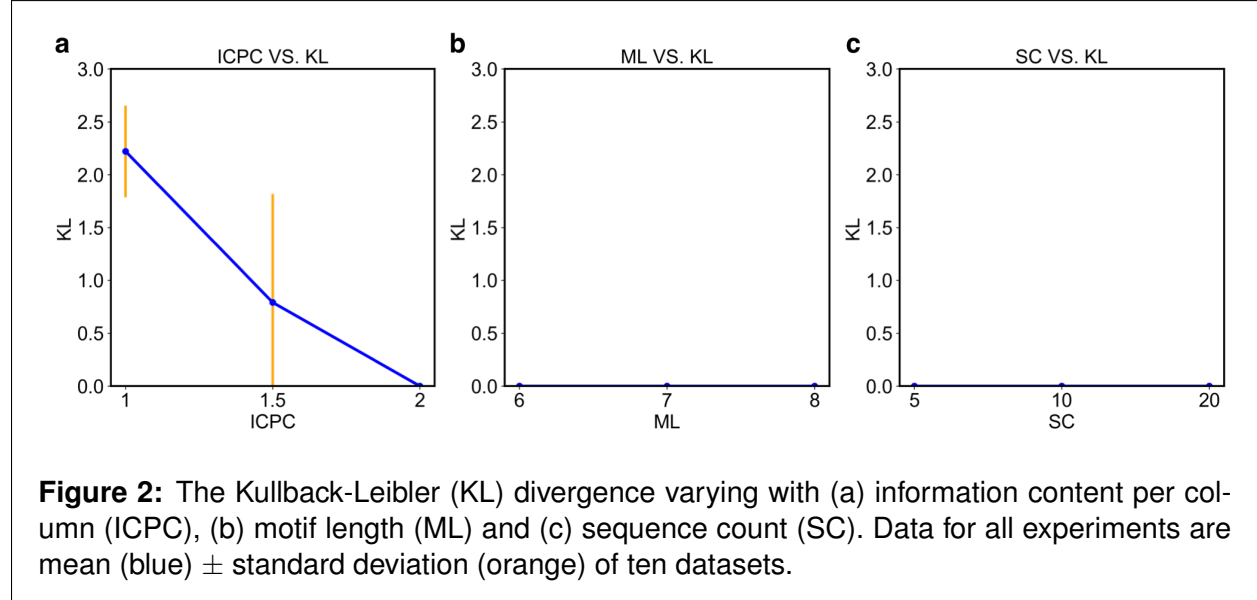 a
ICPC VS. KL
3.0
2.5
2.0
1.5
1.0
0.5
0.0
KL
1 1.5 2
ICPC
b
ML VS. KL
3.0
2.5
2.0
1.5
1.0
0.5
0.0
KL
6 7 8
ML
c
SC VS. KL
3.0
2.5
2.0
1.5
1.0
0.5
0.0
KL
5 10 20
SC
Figure 2: The Kullback-Leibler (KL) divergence varying with (a) information content per col-
umn (ICPC), (b) motif length (ML) and (c) sequence count (SC). Data for all experiments are
mean (blue) ± standard deviation (orange) of ten datasets.